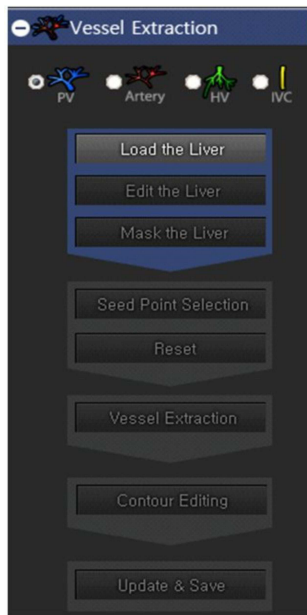 Vessel Extraction
PV Artery HV IVC
Load the Liver
Edit the Liver
Mask the Liver
Seed Point Selection
Reset
Vessel Extraction
Contour Editing
Update & Save